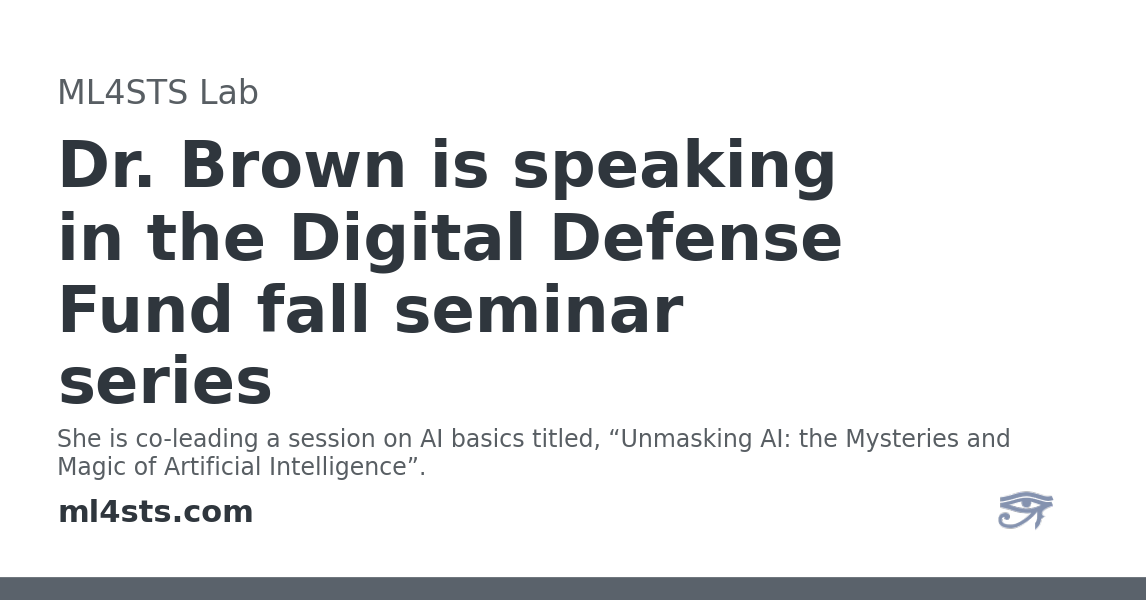 ML4STS Lab
Dr. Brown is speaking
in the Digital Defense
Fund fall seminar
series
She is co-leading a session on AI basics titled, “Unmasking AI: the Mysteries and
Magic of Artificial Intelligence”.
ml4sts.com